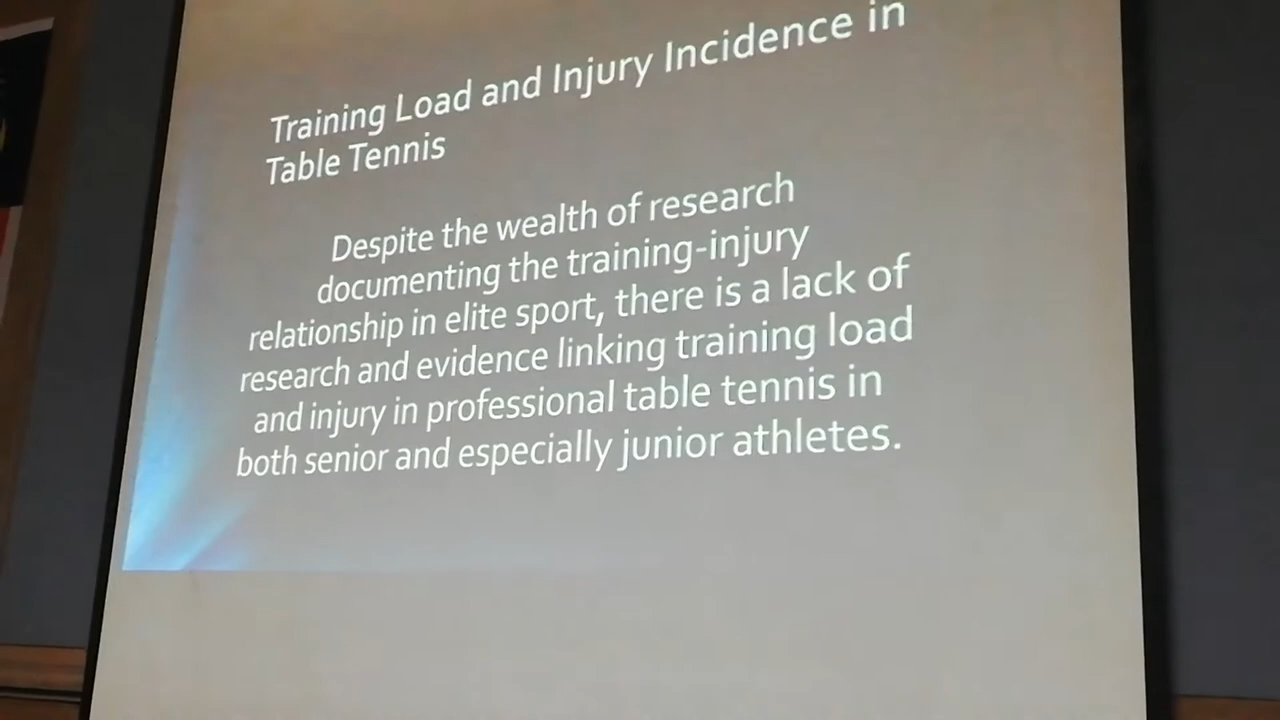 Training Load and Injury Incidence in
Table Tennis
Despite the wealth of research
documenting the training-injury
relationship in elite sport, there is a lack of
research and evidence linking training load
and injury in professional table tennis in
both senior and especially junior athletes.